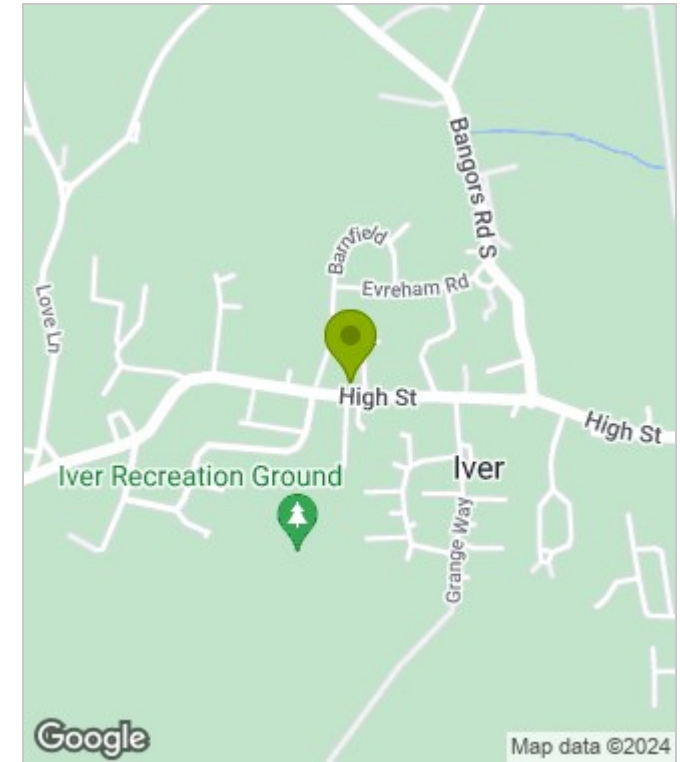 Bangors Rd S
Barnfield
Evreham Rd
Love Ln
High St
High St
Iver
Iver Recreation Ground
Grange Way
Google
Map data ©2024